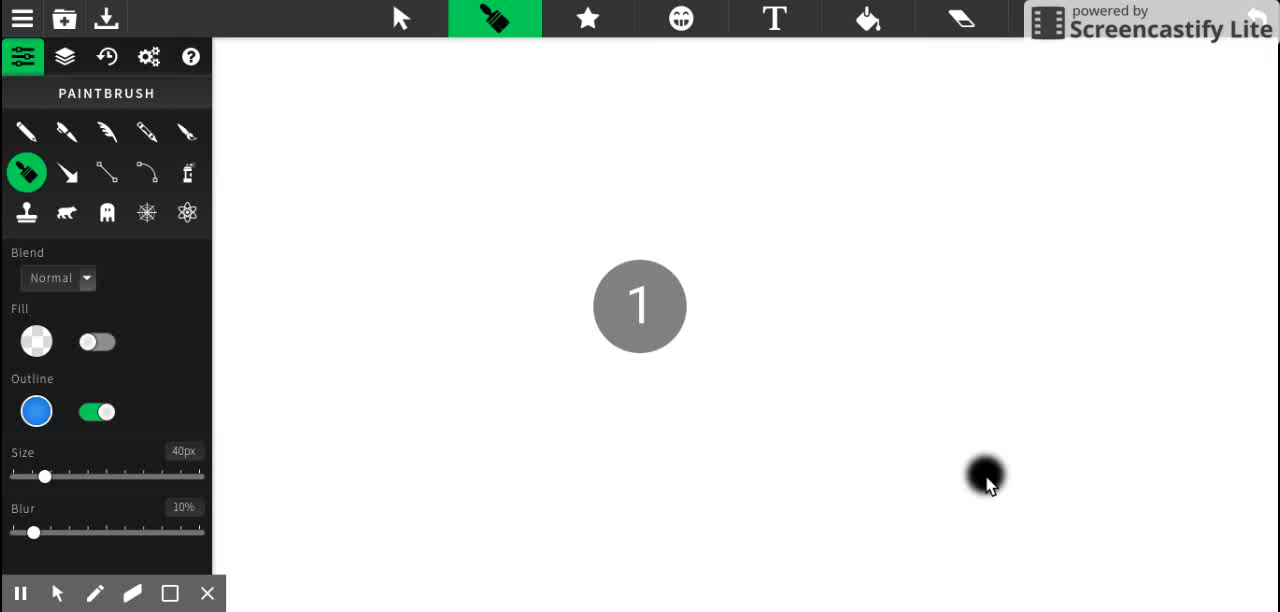 powered by
Screencastify Lite
T
?
PAINTBRUSH
Blend
Normal
Fill
1
Outline
Size
40px
Blur
10%